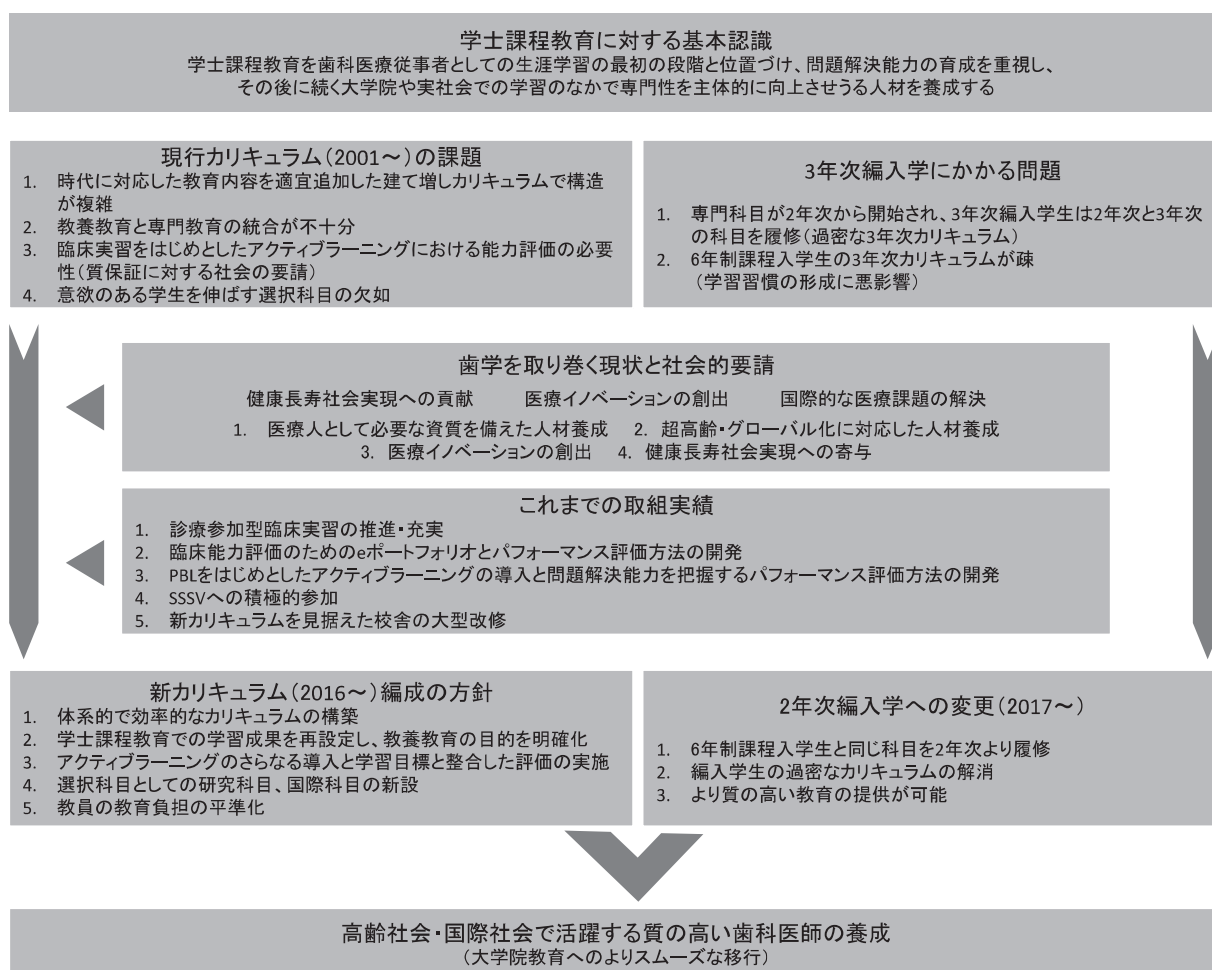 学士課程教育に対する基本認識
学士課程教育を歯科医療従事者としての生涯学習の最初の段階と位置づけ、問題解決能力の育成を重視し、
その後に続く大学院や実社会での学習のなかで専門性を主体的に向上させうる人材を養成する
現行カリキュラム(2001～)の課題
1. 時代に対応した教育内容を適宜追加した建て増しカリキュラムで構造
が複雑
2. 教養教育と専門教育の統合が不十分
3. 臨床実習をはじめとしたアクティブラーニングにおける能力評価の必要
性(質保証に対する社会の要請)
4. 意欲のある学生を伸ばす選択科目の欠如
3年次編入学にかかる問題
1. 専門科目が2年次から開始され、3年次編入学生は2年次と3年次
の科目を履修(過密な3年次カリキュラム)
2. 6年制課程入学生の3年次カリキュラムが疎
(学習習慣の形成に悪影響)
歯学を取り巻く現状と社会的要請
健康長寿社会実現への貢献 医療イノベーションの創出 国際的な医療課題の解決
1. 医療人として必要な資質を備えた人材養成 2. 超高齢・グローバル化に対応した人材養成
3. 医療イノベーションの創出 4. 健康長寿社会実現への寄与
これまでの取組実績
1. 診療参加型臨床実習の推進・充実
2. 臨床能力評価のためのeポートフォリオとパフォーマンス評価方法の開発
3. PBLをはじめとしたアクティブラーニングの導入と問題解決能力を把握するパフォーマンス評価方法の開発
4. SSSVへの積極的参加
5. 新カリキュラムを見据えた校舎の大型改修
新カリキュラム(2016～)編成の方針
1. 体系的で効率的なカリキュラムの構築
2. 学士課程教育での学習成果を再設定し、教養教育の目的を明確化
3. アクティブラーニングのさらなる導入と学習目標と整合した評価の実施
4. 選択科目としての研究科目、国際科目の新設
5. 教員の教育負担の平準化
2年次編入学への変更(2017～)
1. 6年制課程入学生と同じ科目を2年次より履修
2. 編入学生の過密なカリキュラムの解消
3. より質の高い教育の提供が可能
高齢社会・国際社会で活躍する質の高い歯科医師の養成
(大学院教育へのよりスムーズな移行)